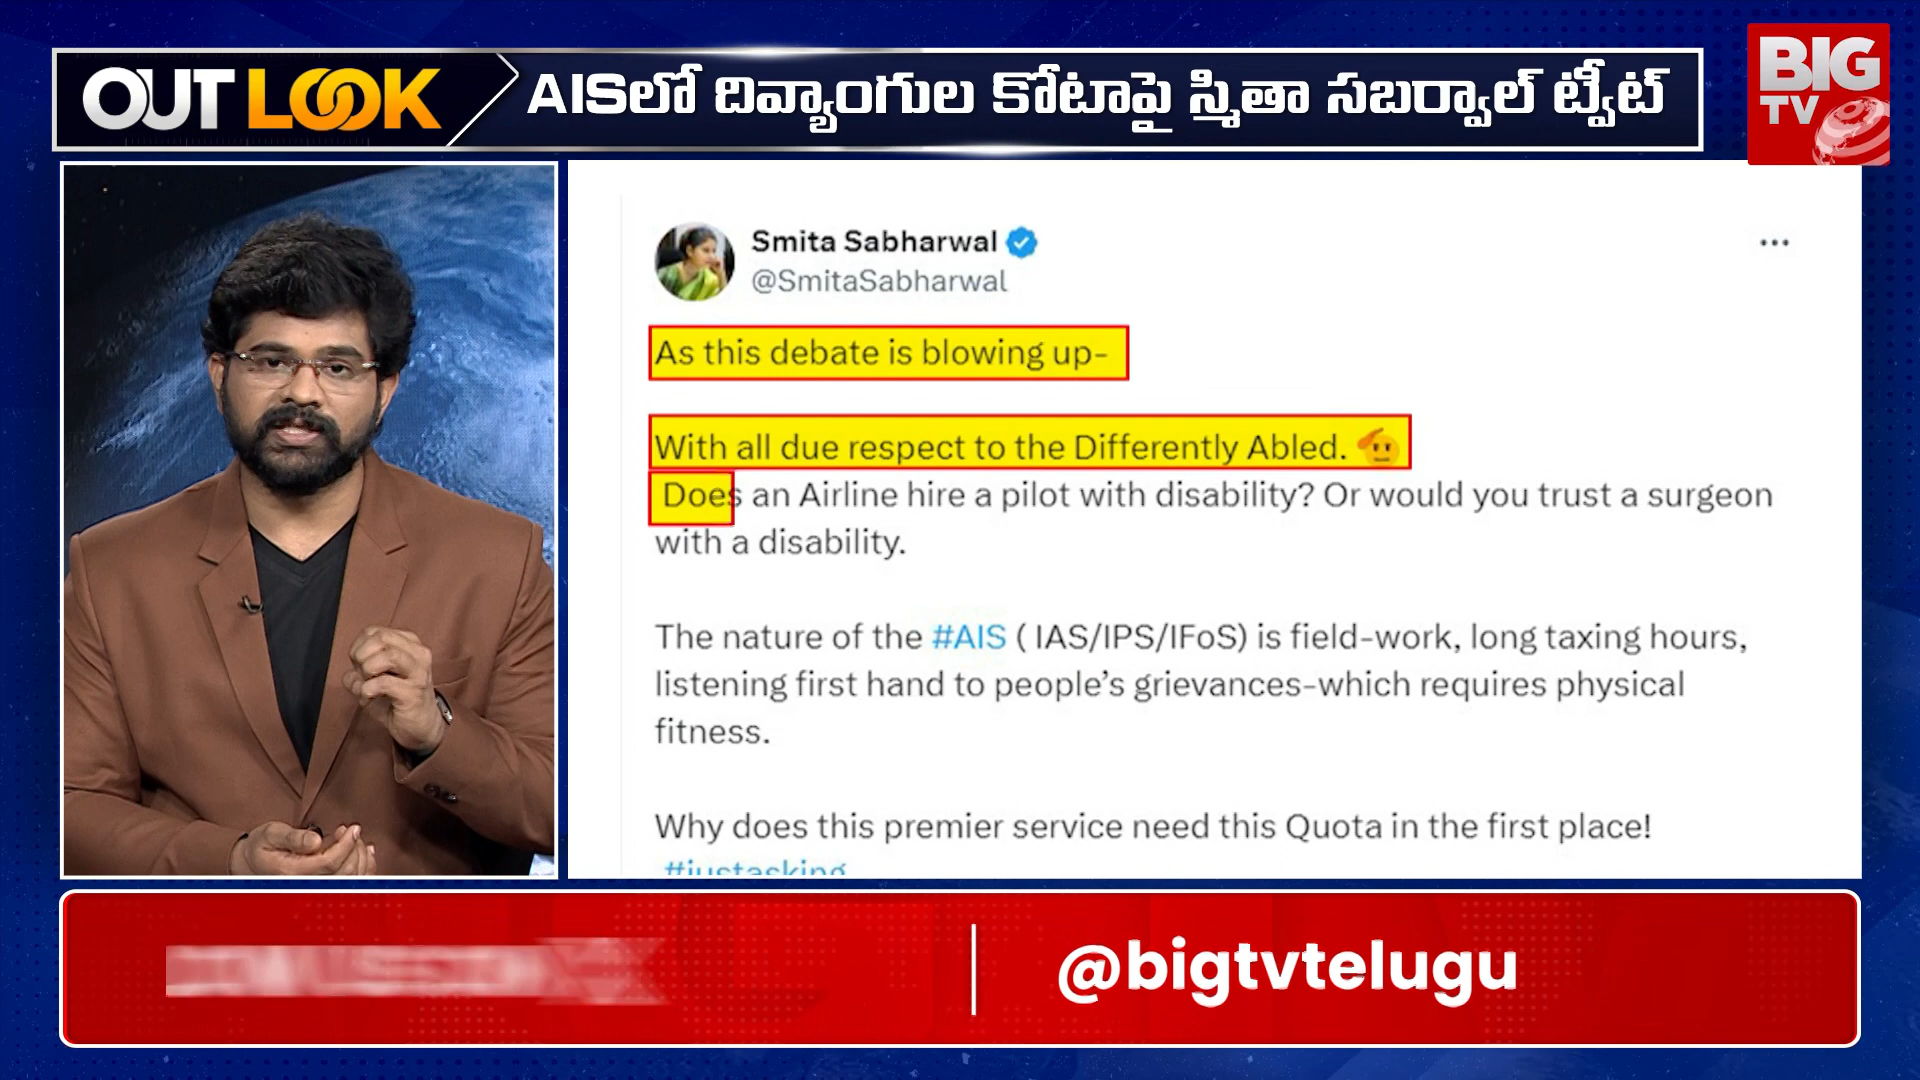 OUTLOOK
AISలో దివ్యాంగుల కోటాపై స్మితా సబర్వాల్ ట్వీట్
BIG
TV
Smita Sabharwal
@SmitaSabharwal
As this debate is blowing up-
With all due respect to the Differently Abled.
Does an Airline hire a pilot with disability? Or would you trust a surgeon
with a disability.
The nature of the #AIS ( IAS/IPS/IFoS) is field-work, long taxing hours,
listening first hand to people’s grievances-which requires physical
fitness.
Why does this premier service need this Quota in the first place!
#justasking
@bigtvtelugu